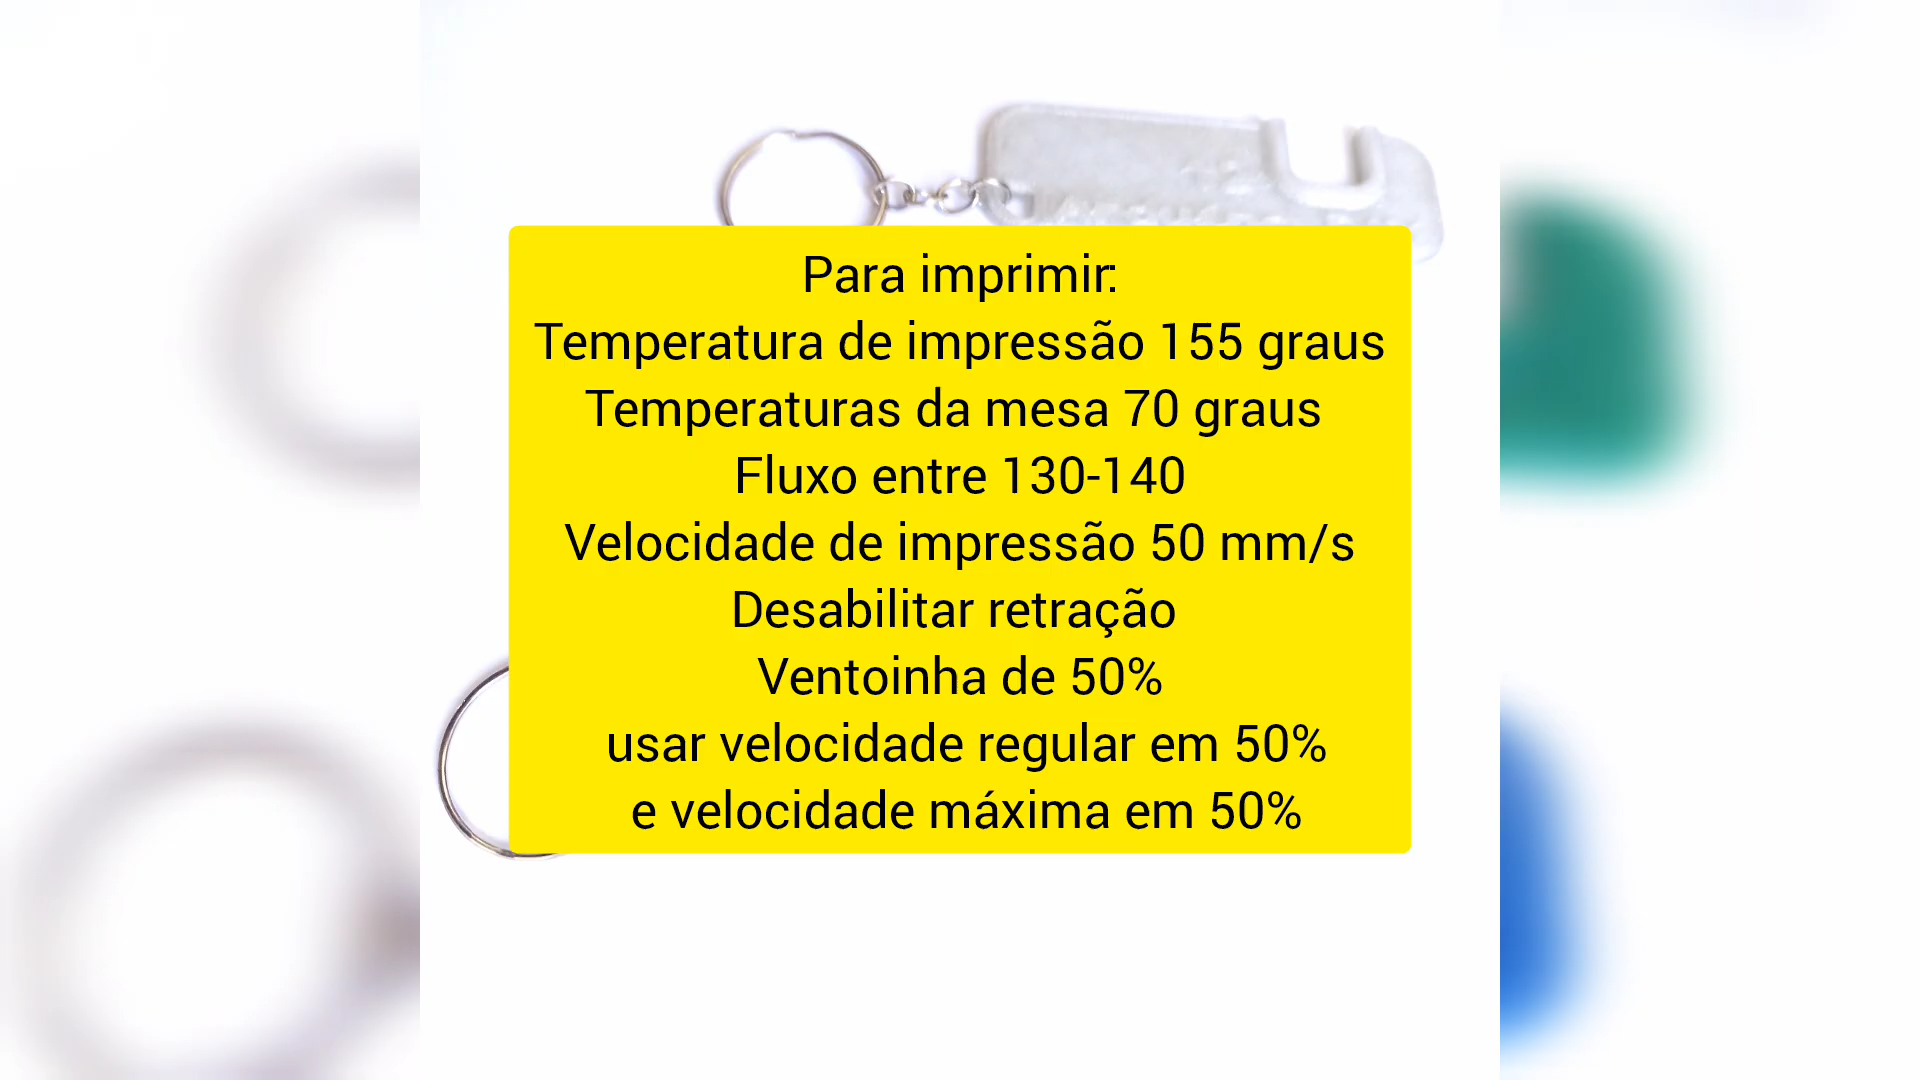 Para imprimir:
Temperatura de impressão 155 graus
Temperaturas da mesa 70 graus
Fluxo entre 130-140
Velocidade de impressão 50 mm/s
Desabilitar retração
Ventoinha de 50%
usar velocidade regular em 50%
e velocidade máxima em 50%